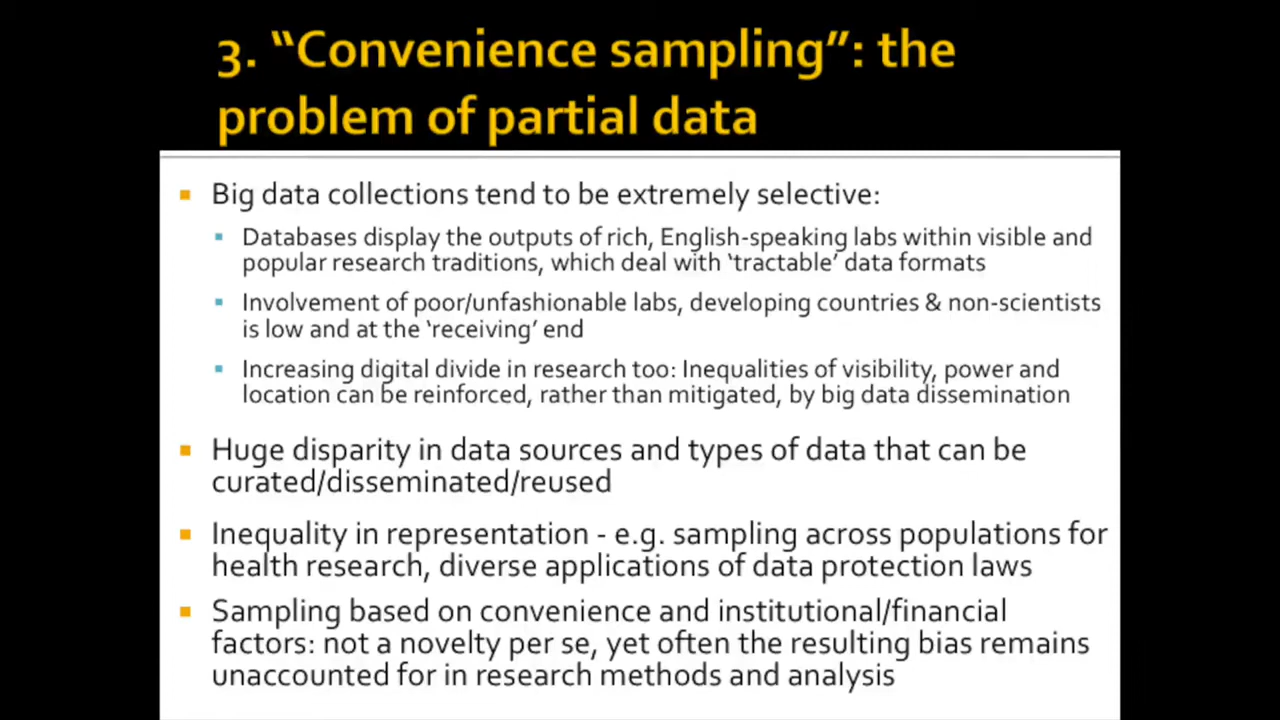 3. “Convenience sampling”: the
problem of partial data
Big data collections tend to be extremely selective:
Databases display the outputs of rich, English-speaking labs within visible and
popular research traditions, which deal with ‘tractable’ data formats
Involvement of poor/unfashionable labs, developing countries & non-scientists
is low and at the ‘receiving’ end
Increasing digital divide in research too: Inequalities of visibility, power and
location can be reinforced, rather than mitigated, by big data dissemination
Huge disparity in data sources and types of data that can be
curated/disseminated/reused
Inequality in representation - e.g. sampling across populations for
health research, diverse applications of data protection laws
Sampling based on convenience and institutional/financial
factors: not a novelty per se, yet often the resulting bias remains
unaccounted for in research methods and analysis